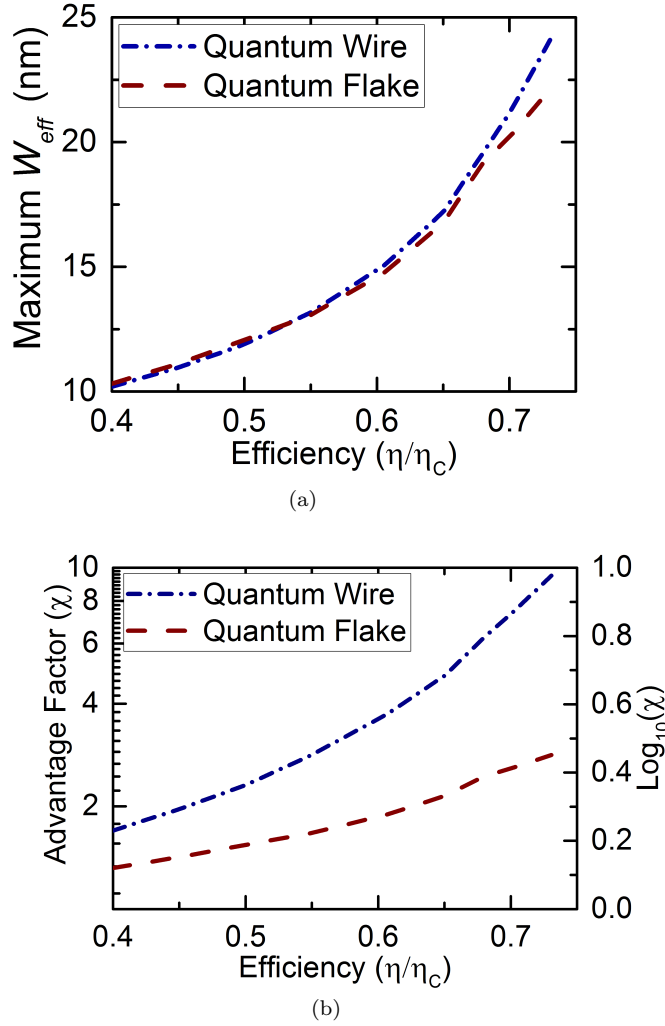 25
20
15
10
Maximum W_eff (nm)
Quantum Wire
Quantum Flake
0.4 0.5 0.6 0.7
Efficiency (η/η_C)
(a)
10
8
6
4
2
Advantage Factor (χ)
Quantum Wire
Quantum Flake
1.0
0.8
0.6
0.4
0.2
0.0
Log₁₀(χ)
0.4 0.5 0.6 0.7
Efficiency (η/η_C)
(b)